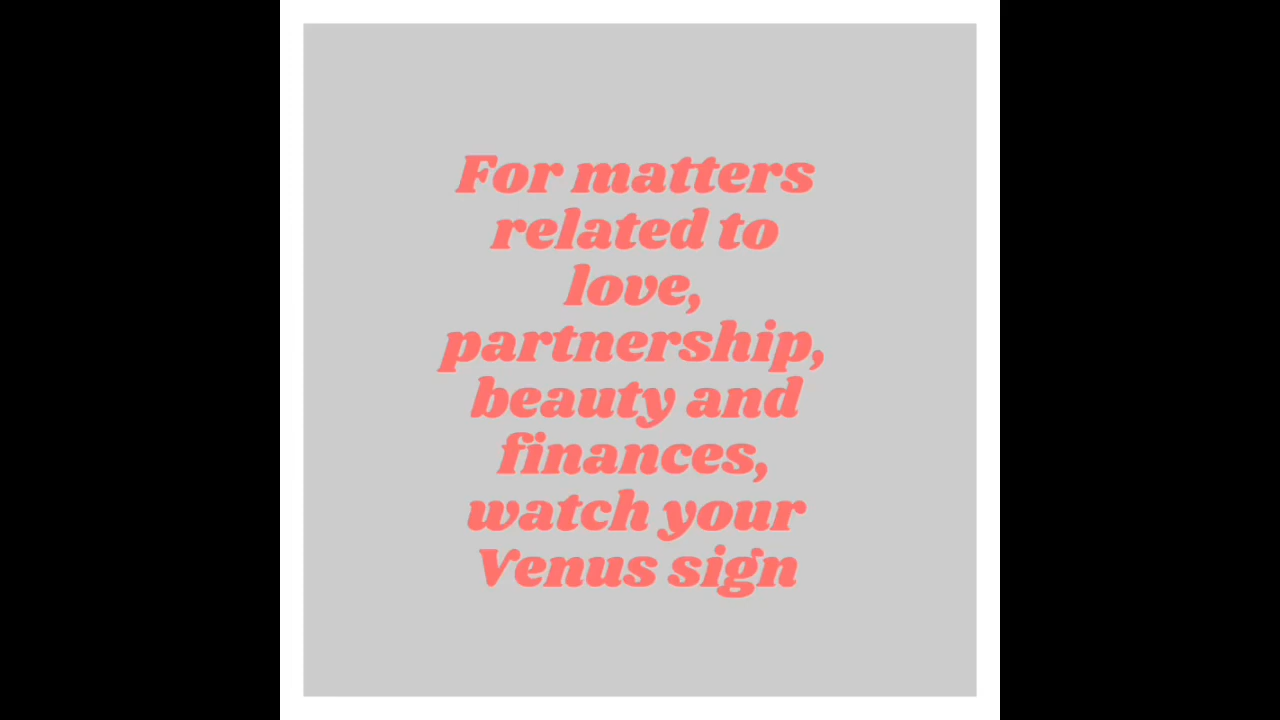 For matters
related to
love,
partnership,
beauty and
finances,
watch your
Venus sign